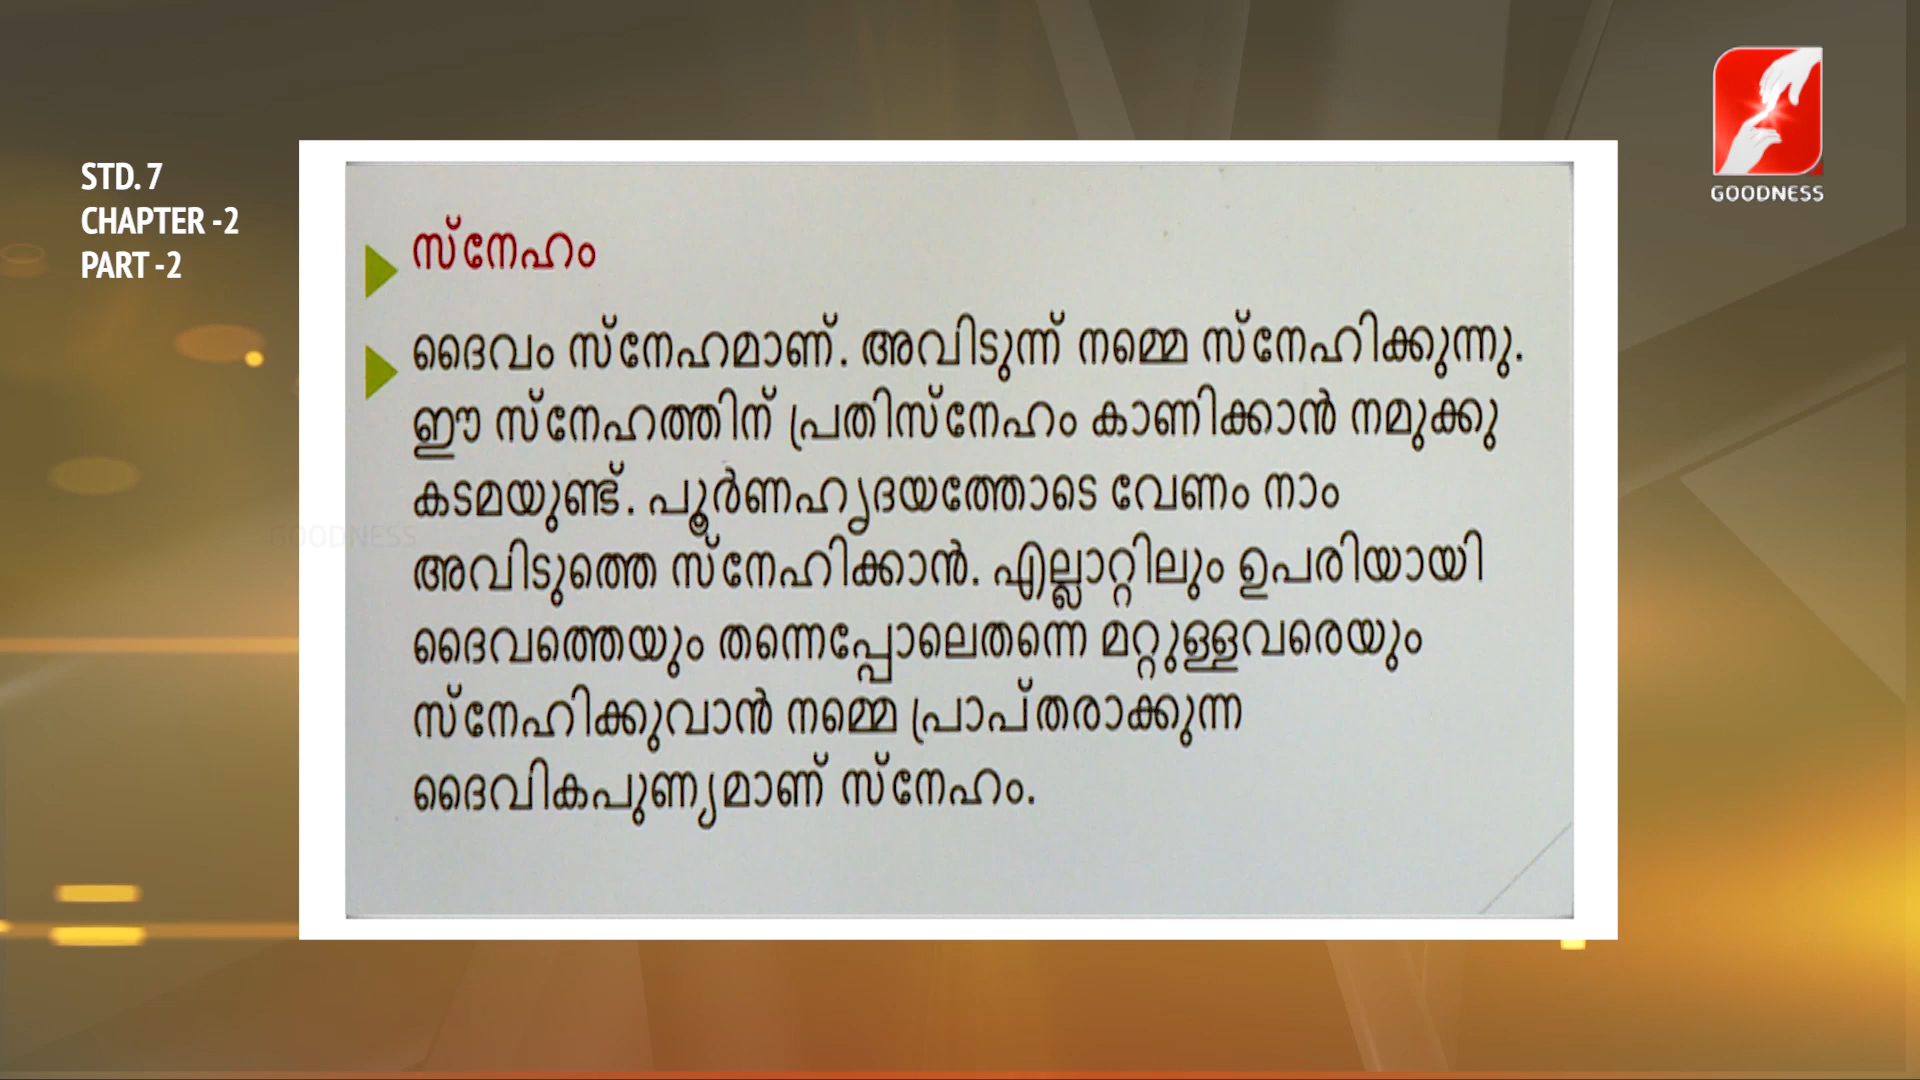 STD. 7
CHAPTER -2
PART -2
GOODNESS
സ്നേഹം
ദൈവം സ്നേഹമാണ്. അവിടുന്ന് നമ്മെ സ്നേഹിക്കുന്നു.
ഈ സ്നേഹത്തിന് പ്രതിസ്നേഹം കാണിക്കാൻ നമുക്കു
കടമയുണ്ട്. പൂർണഹൃദയത്തോടെ വേണം നാം
അവിടുത്തെ സ്നേഹിക്കാൻ. എല്ലാറ്റിലും ഉപരിയായി
ദൈവത്തെയും തന്നെപ്പോലെതന്നെ മറ്റുള്ളവരെയും
സ്നേഹിക്കുവാൻ നമ്മെ പ്രാപ്തരാക്കുന്ന
ദൈവികപുണ്യമാണ് സ്നേഹം.
GOODNESS